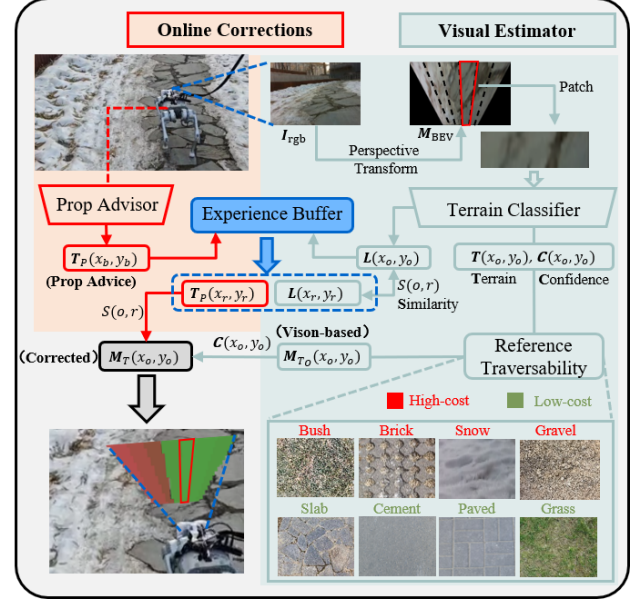 Online Corrections
Visual Estimator
I_rgb
M_BEV
Patch
Perspective
Transform
Prop Advisor
Experience Buffer
Terrain Classifier
T_P(x_b, y_b)
(Prop Advice)
L(x_o, y_o)
T(x_o, y_o), C(x_o, y_o)
Terrain
Confidence
T_P(x_r, y_r)
L(x_r, y_r)
S(o, r)
Similarity
S(o, r)
(Corrected)
M_T(x_o, y_o)
C(x_o, y_o)
(Vison-based)
M_{T_O}(x_o, y_o)
Reference
Traversability
High-cost
Low-cost
Bush
Brick
Snow
Gravel
Slab
Cement
Paved
Grass